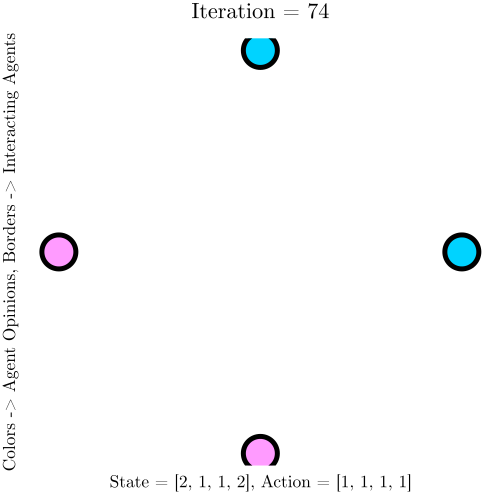 Iteration = 74
Colors -> Agent Opinions, Borders -> Interacting Agents
State = [2, 1, 1, 2], Action = [1, 1, 1, 1]